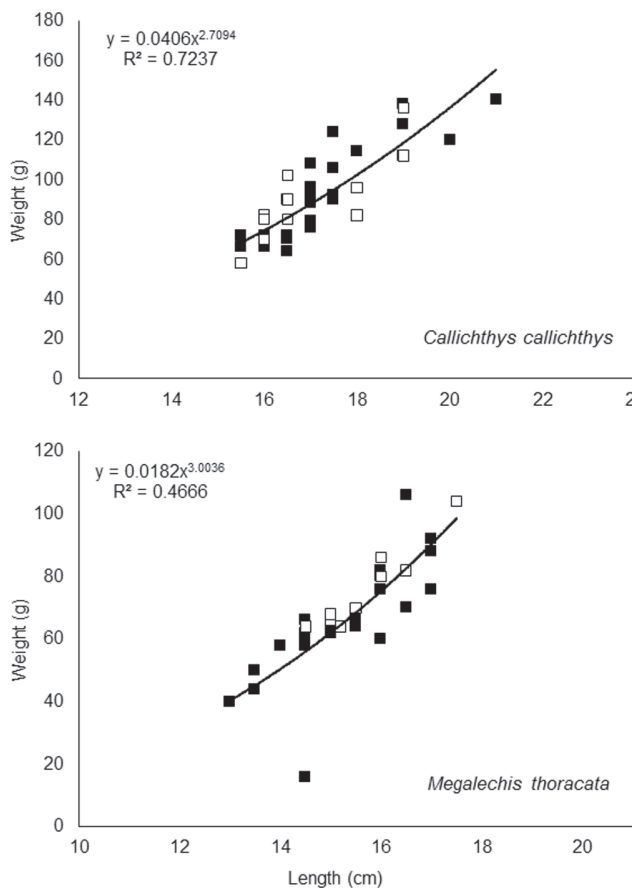 180
y = 0.0406x^2.7094
R² = 0.7237
160
140
120
100
80
60
40
20
0
Weight (g)
Callichthys callichthys
12 14 16 18 20 22
120
y = 0.0182x^3.0036
R² = 0.4666
100
80
60
40
20
0
Weight (g)
Megalechis thoracata
10 12 14 16 18 20
Length (cm)